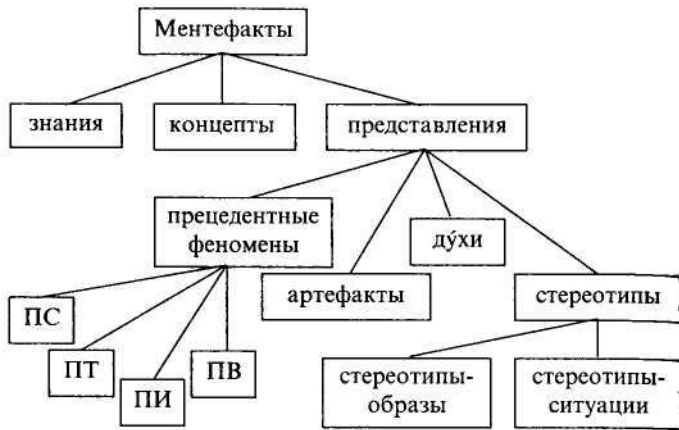 Ментефакты
знания
концепты
представления
прецедентные
феномены
ду́хи
артефакты
стереотипы
ПС
ПТ
ПИ
ПВ
стереотипы-
образы
стереотипы-
ситуации